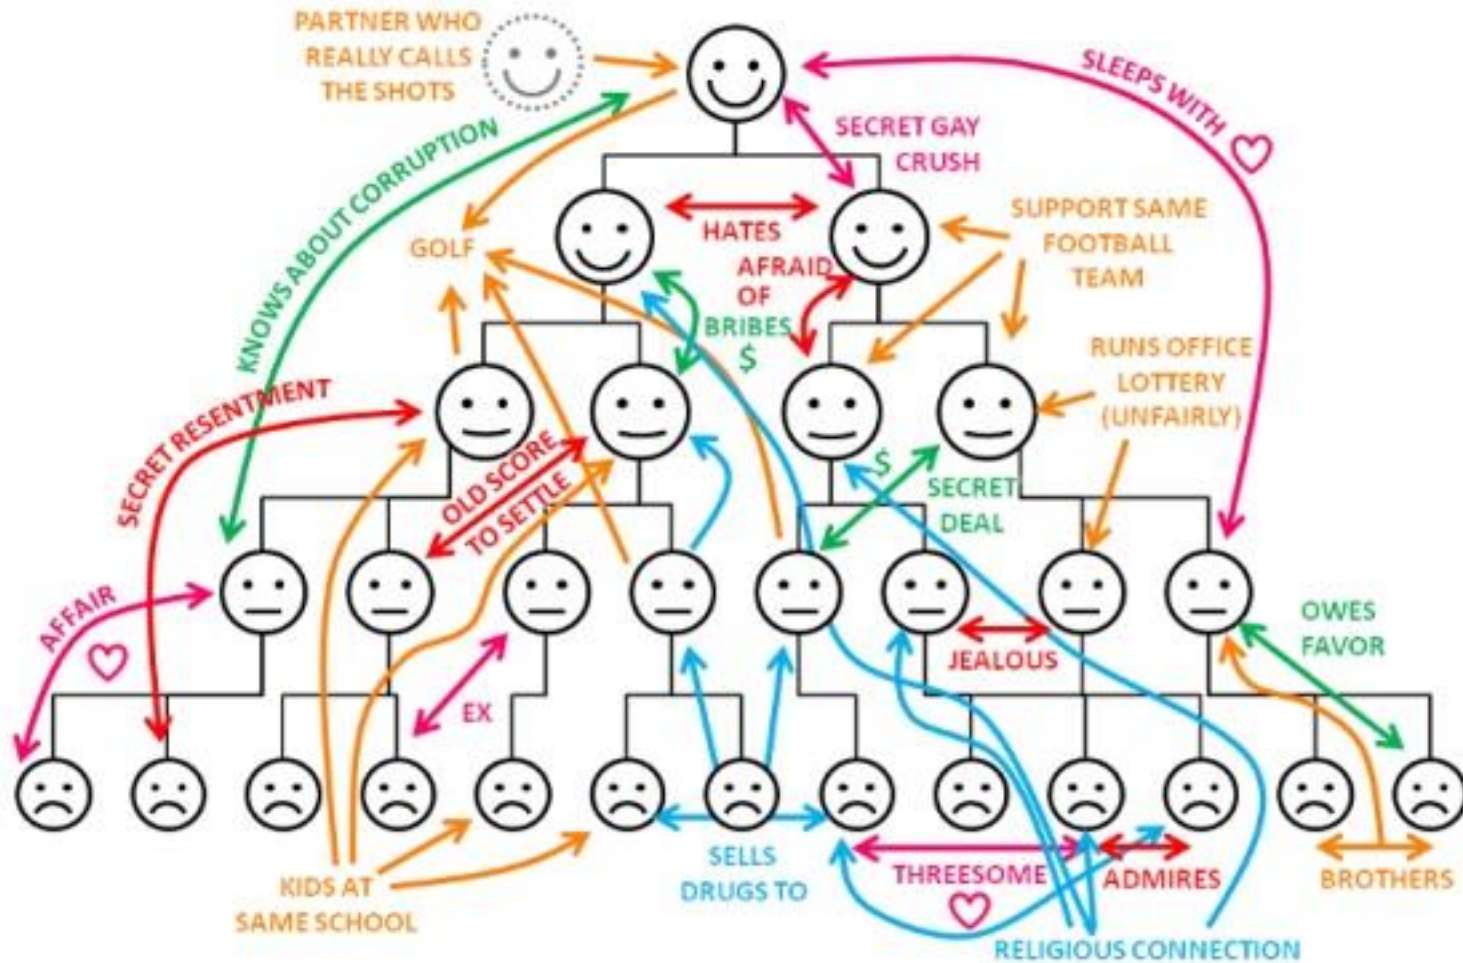 PARTNER WHO
REALLY CALLS
THE SHOTS
SLEEPS WITH
SECRET GAY
CRUSH
KNOWS ABOUT CORRUPTION
GOLF
HATES
SUPPORT SAME
FOOTBALL
TEAM
AFRAID
OF
BRIBES
$
RUNS OFFICE
LOTTERY
(UNFAIRLY)
SECRET RESENTMENT
OLD SCORE
TO SETTLE
$
SECRET
DEAL
AFFAIR
OWES
FAVOR
JEALOUS
EX
SELLS
DRUGS TO
THREESOME
ADMIRES
BROTHERS
KIDS AT
SAME SCHOOL
RELIGIOUS CONNECTION